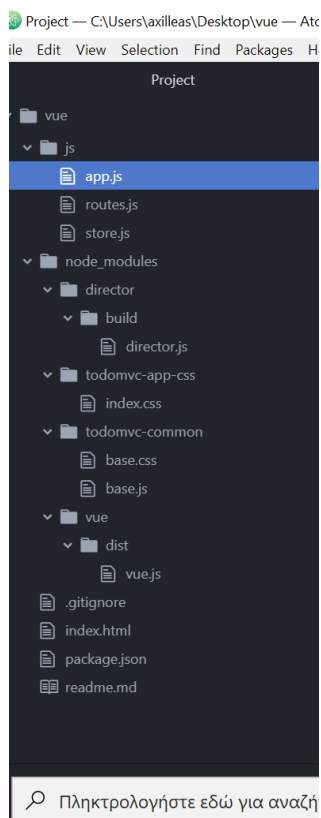 Project — C:\Users\axilleas\Desktop\vue — Ato
ile Edit View Selection Find Packages H
Project
vue
js
app.js
routes.js
store.js
node_modules
director
build
director.js
todomvc-app-css
index.css
todomvc-common
base.css
base.js
vue
dist
vue.js
.gitignore
index.html
package.json
readme.md
Πληκτρολογήστε εδώ για αναζή